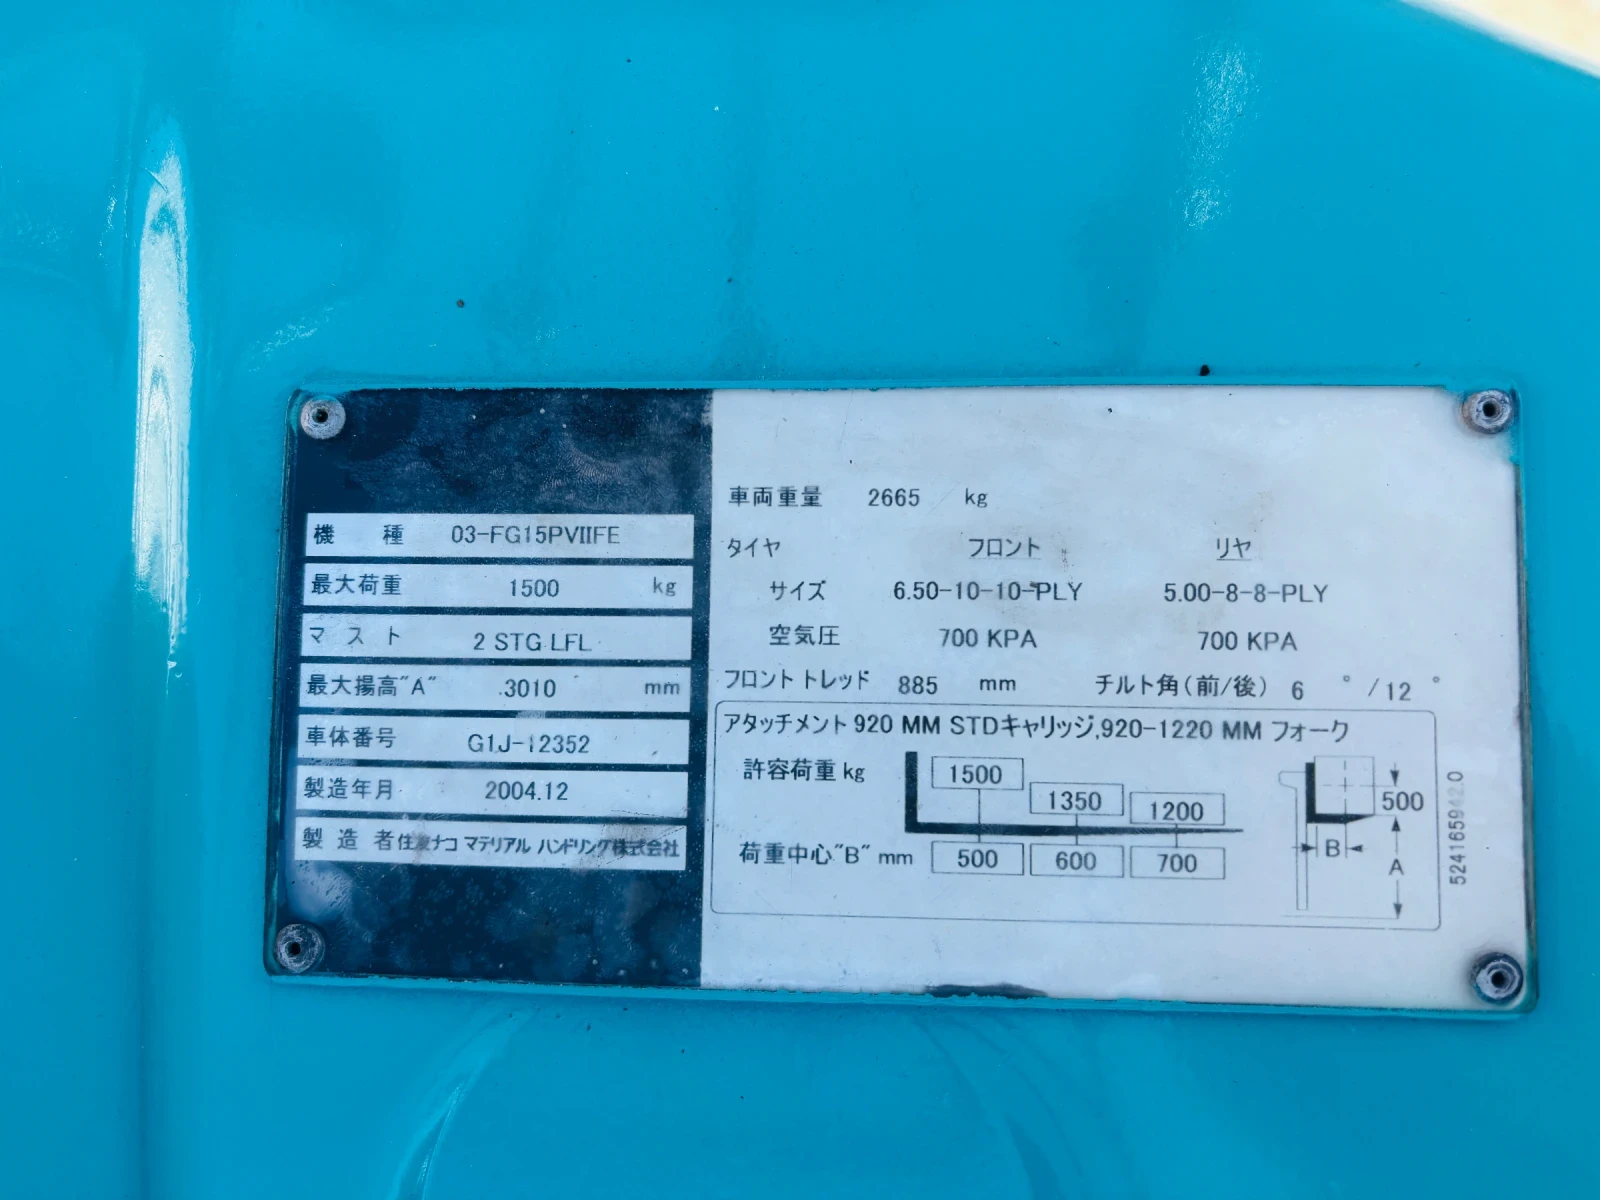 機 種 03-FG15PVIIFE
最大荷重 1500 kg
マ ス ト 2 STG LFL
最大揚高"A" 3010 mm
車体番号 G1J-12352
製造年月 2004.12
製 造 者 住友ナコ マテリアル ハンドリング株式会社
車両重量 2665 kg
タイヤ フロント リヤ
サイズ 6.50-10-10-PLY 5.00-8-8-PLY
空気圧 700 KPA 700 KPA
フロント トレッド 885 mm チルト角(前/後) 6 ° /12 °
アタッチメント 920 MM STDキャリッジ,920-1220 MM フォーク
許容荷重 kg 1500 1350 1200
荷重中心"B" mm 500 600 700
500
B
A
524165942.0